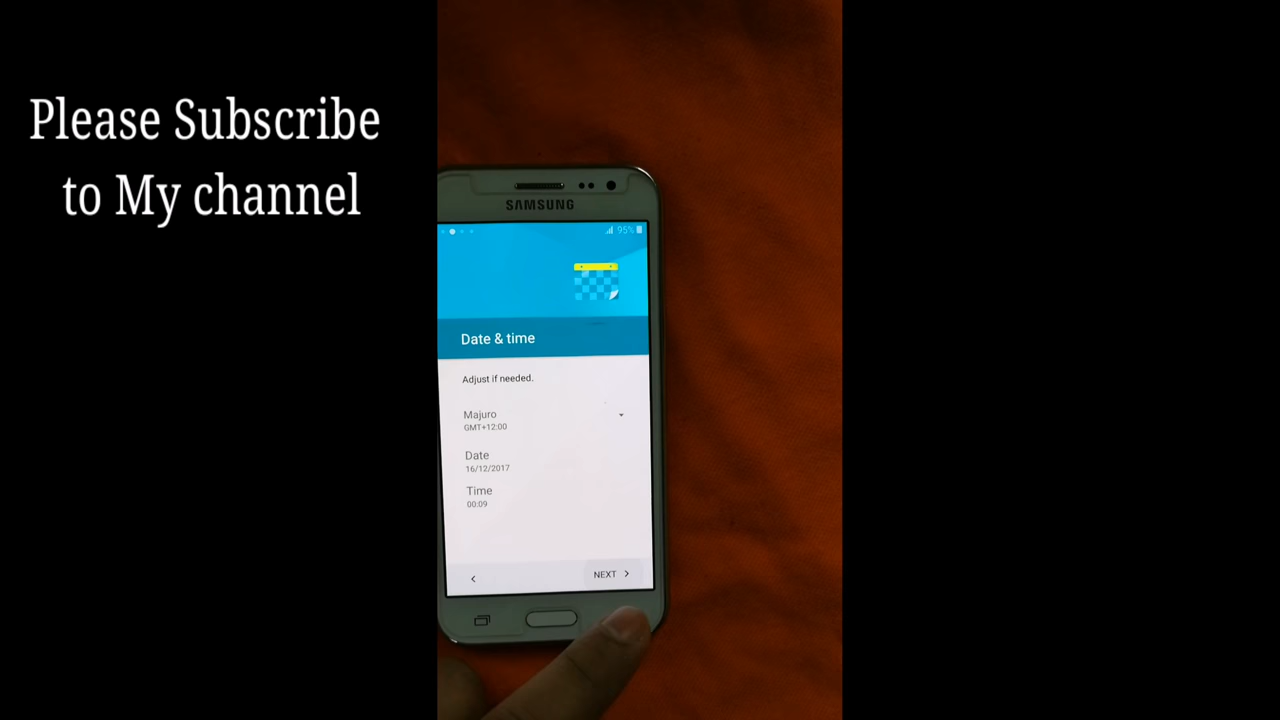 Please Subscribe
to My channel
SAMSUNG
95%
Date & time
Adjust if needed.
Majuro
GMT+12:00
Date
16/12/2017
Time
00:09
NEXT